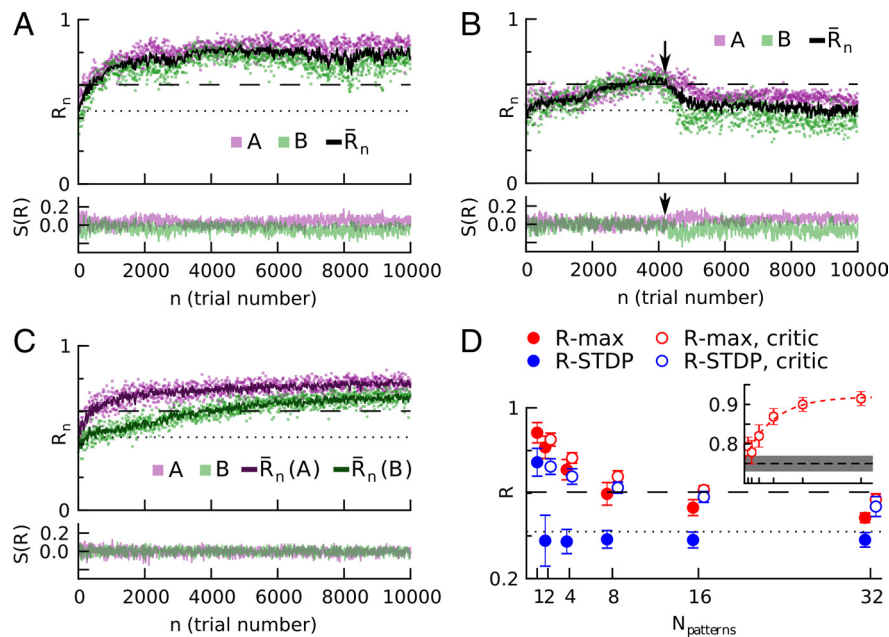 A
1
R̄n
0
A B R̄n
S(R)
0.2
0.0
0 2000 4000 6000 8000 10000
n (trial number)
B
1
Rn
0
A B R̄n
S(R)
0.2
0.0
0 2000 4000 6000 8000 10000
n (trial number)
C
1
Rn
0
A B R̄n(A) R̄n(B)
S(R)
0.2
0.0
0 2000 4000 6000 8000 10000
n (trial number)
D
R-max R-max, critic
R-STDP R-STDP, critic
1
R
0.2
0.9
0.8
1 2 4 8 16 32
Npatterns